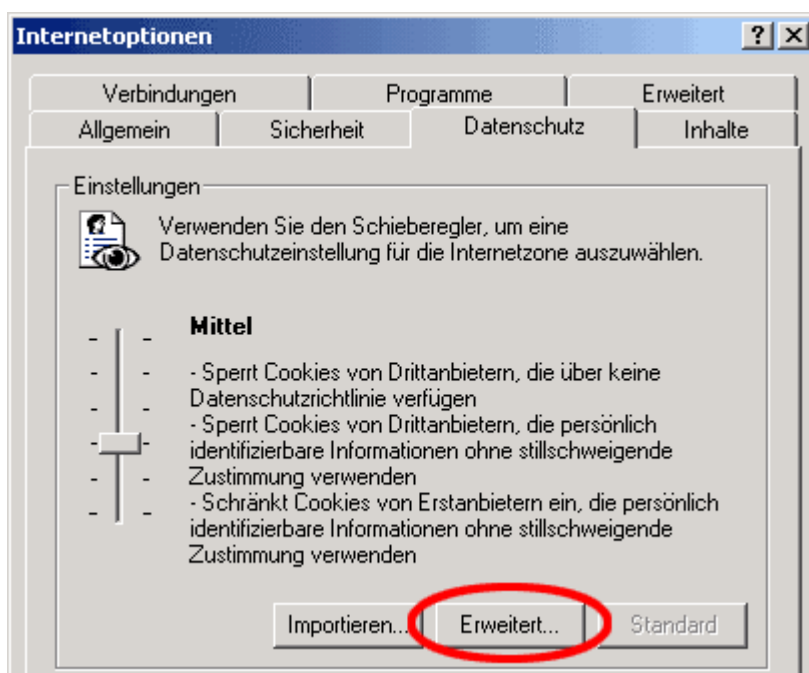 Internetoptionen
Verbindungen Programme Erweitert
Allgemein Sicherheit Datenschutz Inhalte
Einstellungen
Verwenden Sie den Schieberegler, um eine
Datenschutzeinstellung für die Internetzone auszuwählen.
Mittel
- Sperrt Cookies von Drittanbietern, die über keine
Datenschutzrichtlinie verfügen
- Sperrt Cookies von Drittanbietern, die persönlich
identifizierbare Informationen ohne stillschweigende
Zustimmung verwenden
- Schränkt Cookies von Erstanbietern ein, die persönlich
identifizierbare Informationen ohne stillschweigende
Zustimmung verwenden
Importieren... Erweitert... Standard